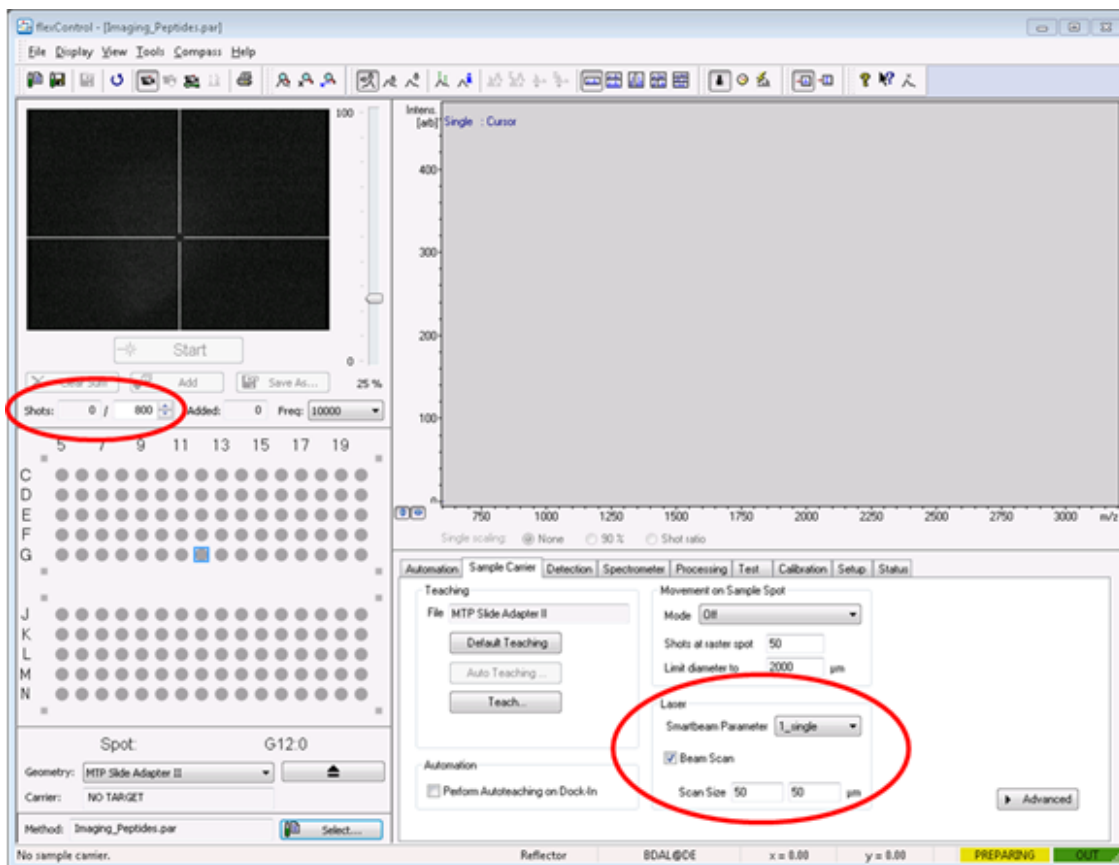 flexControl - [Imaging_Peptides.par]
File Display View Tools Compass Help
100
0
25 %
Start
Clear Sum Add Save As...
Shots: 0 / 800 Added: 0 Freq: 10000
5 7 9 11 13 15 17 19
C
D
E
F
G
J
K
L
M
N
Spot: G12:0
Geometry: MTP Slide Adapter II
Carrier: NO TARGET
Method: Imaging_Peptides.par Select...
Intens. [arb]
Single : Cursor
400
300
200
100
0
750 1000 1250 1500 1750 2000 2250 2500 2750 3000 m/z
Single scaling: None 90 % Shot ratio
Automation Sample Carrier Detection Spectrometer Processing Test Calibration Setup Status
Teaching
File MTP Slide Adapter II
Default Teaching
Auto Teaching ...
Teach...
Automation
Perform Autoteaching on Dock-In
Movement on Sample Spot
Mode Off
Shots at raster spot 50
Limit diameter to 2000 µm
Laser
Smartbeam Parameter 1_single
Beam Scan
Scan Size 50 50 µm
Advanced
No sample carrier. Reflector BDAL@DE x = 0.00 y = 0.00 PREPARING OUT